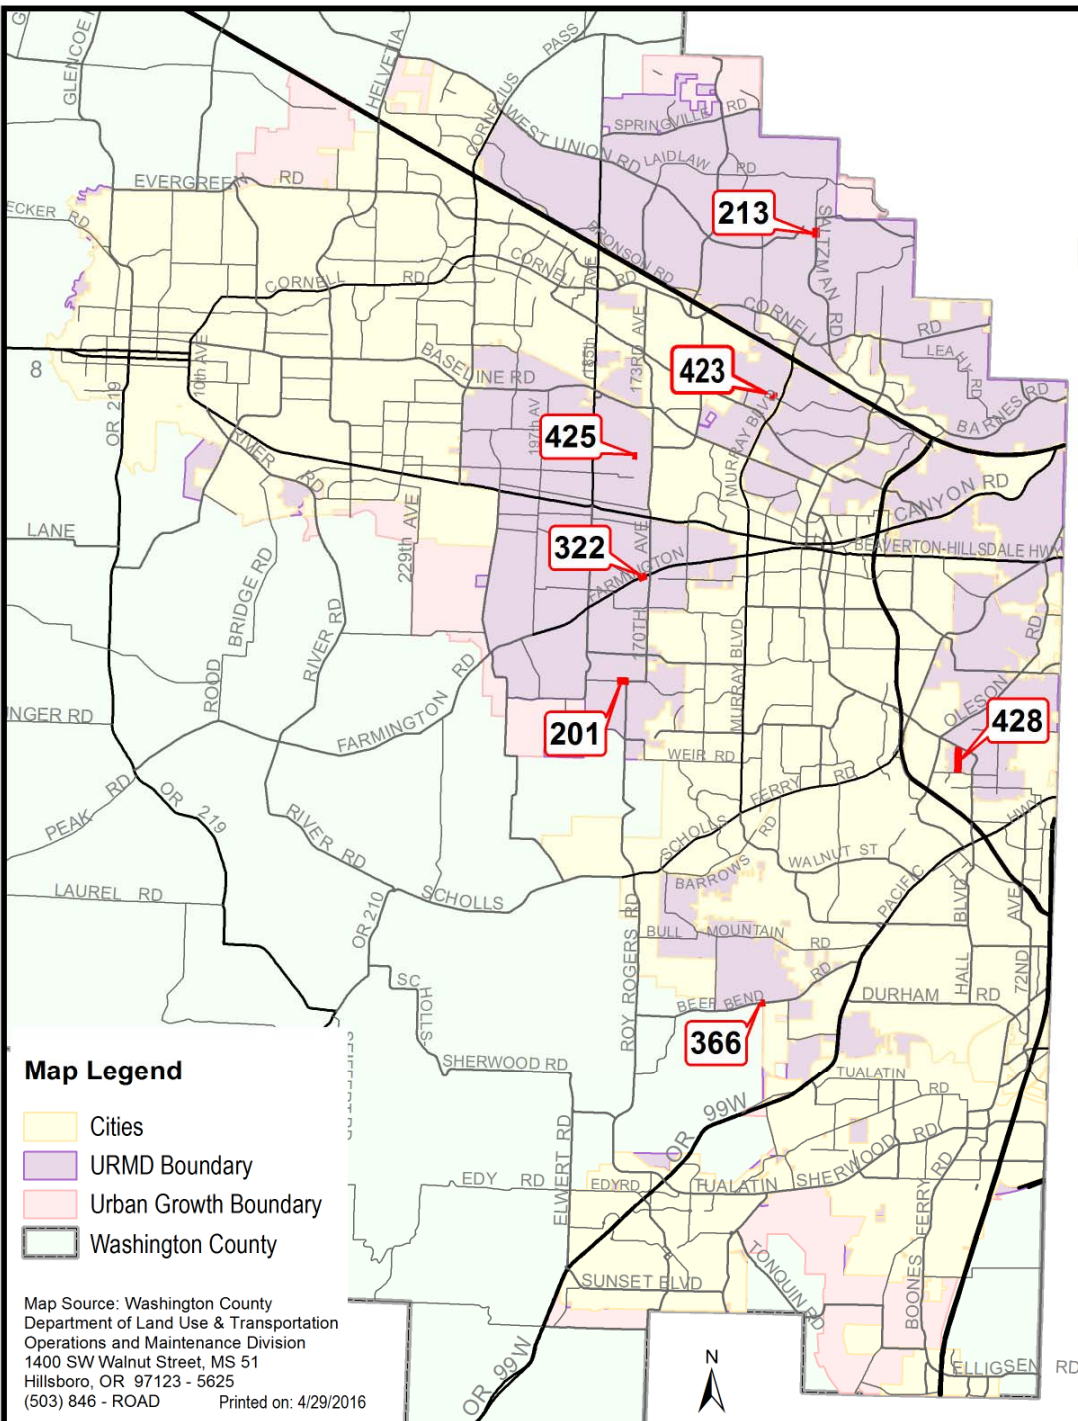 G
GLENCOE
HELVETIA
CORNELIUS
PASS
SPRINGVILLE RD
WEST UNION RD
LAIDLAW RD
EVERGREEN RD
ECKER RD
213
SALTZMAN RD
BRONSON RD
CORNELL RD
CORNELL RD
CORNELL RD
AVE
185th
173RD AVE
LEAHY RD
423
BASELINE RD
8
10th AVE
OR 219
BARNES RD
MURRAY BLVD
197th AV
425
RIVER RD
CANYON RD
LANE
229th AVE
322
AVE
FARMINGTON
BEAVERTON-HILLSDALE HWY
BRIDGE RD
ROOD
RIVER RD
170TH
MURRAY BLVD
RD
OLESON
UNGER RD
FARMINGTON RD
201
428
WEIR RD
PEAK RD
OR 219
FERRY RD
SCHOLLS
HWY
RIVER RD
RD
BARROWS
WALNUT ST
PACIFIC
LAUREL RD
SCHOLLS
OR 210
ROY ROGERS RD
BLVD
AVE
BULL MOUNTAIN RD
HALL
72ND
SC
HOLLS-
BEEF BEND RD
DURHAM RD
366
SHERWOOD RD
TUALATIN RD
OR 99W
SEIFFERT RD
ELWERT RD
EDY RD
EDYRD
TUALATIN SHERWOOD RD
BOONES FERRY RD
TONQUIN RD
SUNSET BLVD
OR 99W
ELLIGSEN RD
N
Map Legend
Cities
URMD Boundary
Urban Growth Boundary
Washington County
Map Source: Washington County
Department of Land Use & Transportation
Operations and Maintenance Division
1400 SW Walnut Street, MS 51
Hillsboro, OR 97123 - 5625
(503) 846 - ROAD Printed on: 4/29/2016